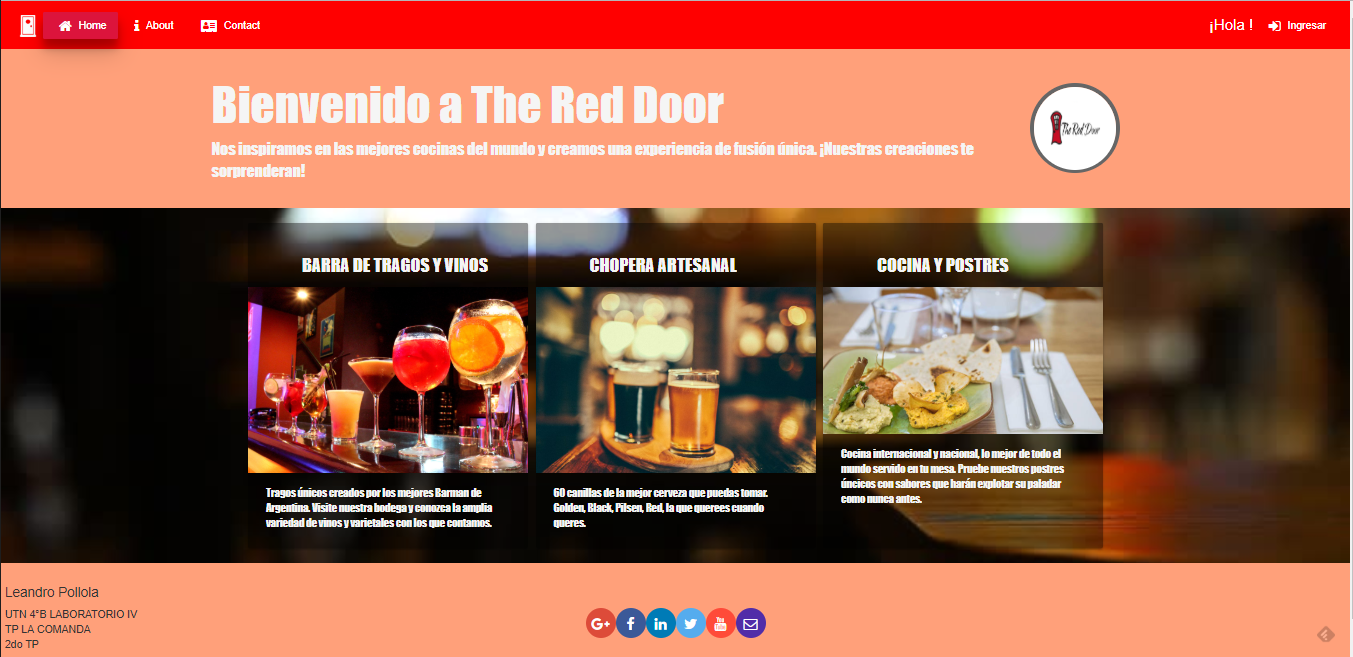 Home
About
Contact
¡Hola !
Ingresar
Bienvenido a The Red Door
Nos inspiramos en las mejores cocinas del mundo y creamos una experiencia de fusión única. ¡Nuestras creaciones te
sorprenderan!
The Red Door
BARRA DE TRAGOS Y VINOS
CHOPERA ARTESANAL
COCINA Y POSTRES
Tragos únicos creados por los mejores Barman de
Argentina. Visite nuestra bodega y conozca la amplia
variedad de vinos y varietales con los que contamos.
60 canillas de la mejor cerveza que puedas tomar.
Golden, Black, Pilsen, Red, la que querees cuando
queres.
Cocina internacional y nacional, lo mejor de todo el
mundo servido en tu mesa. Pruebe nuestros postres
úncicos con sabores que harán explotar su paladar
como nunca antes.
Leandro Pollola
UTN 4°B LABORATORIO IV
TP LA COMANDA
2do TP
G+
f
in
You
Tube